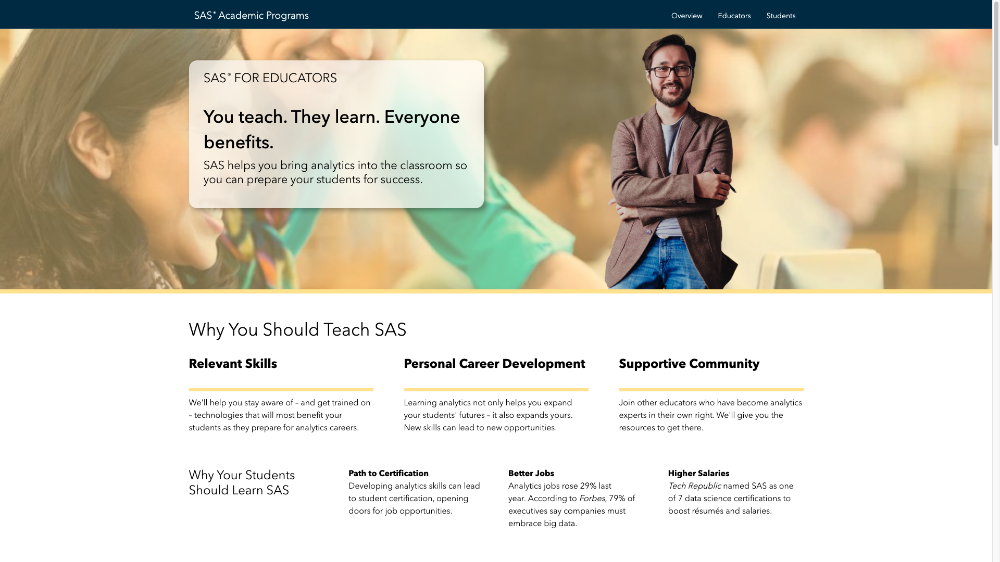 SAS® Academic Programs
Overview
Educators
Students
SAS® FOR EDUCATORS
You teach. They learn. Everyone
benefits.
SAS helps you bring analytics into the classroom so
you can prepare your students for success.
Why You Should Teach SAS
Relevant Skills
We'll help you stay aware of – and get trained on
– technologies that will most benefit your
students as they prepare for analytics careers.
Personal Career Development
Learning analytics not only helps you expand
your students' futures – it also expands yours.
New skills can lead to new opportunities.
Supportive Community
Join other educators who have become analytics
experts in their own right. We'll give you the
resources to get there.
Why Your Students
Should Learn SAS
Path to Certification
Developing analytics skills can lead
to student certification, opening
doors for job opportunities.
Better Jobs
Analytics jobs rose 29% last
year. According to Forbes, 79% of
executives say companies must
embrace big data.
Higher Salaries
Tech Republic named SAS as one
of 7 data science certifications to
boost résumés and salaries.